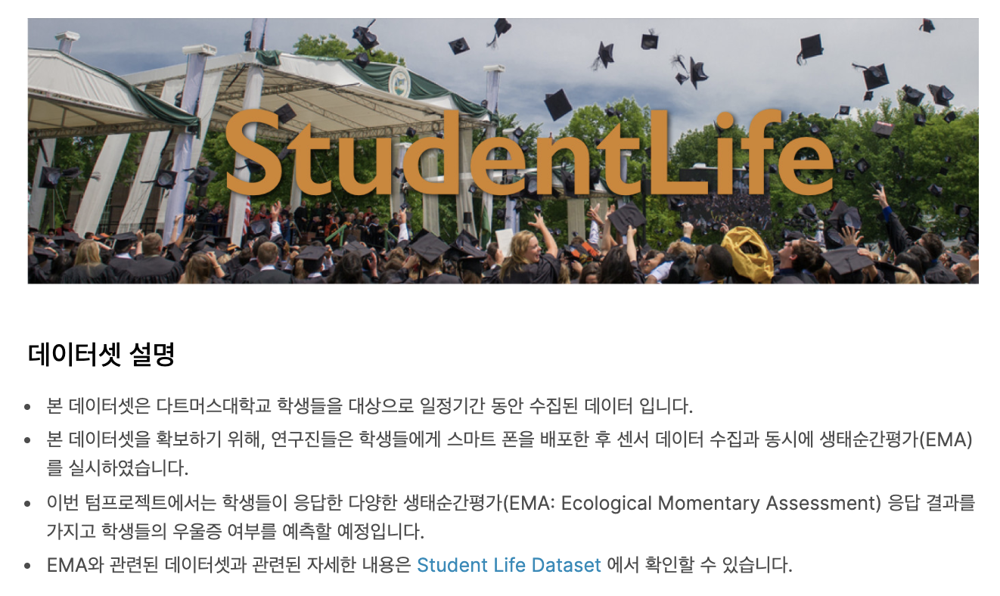 StudentLife
데이터셋 설명
본 데이터셋은 다트머스대학교 학생들을 대상으로 일정기간 동안 수집된 데이터 입니다.
본 데이터셋을 확보하기 위해, 연구진들은 학생들에게 스마트 폰을 배포한 후 센서 데이터 수집과 동시에 생태순간평가(EMA)
를 실시하였습니다.
이번 텀프로젝트에서는 학생들이 응답한 다양한 생태순간평가(EMA: Ecological Momentary Assessment) 응답 결과를
가지고 학생들의 우울증 여부를 예측할 예정입니다.
EMA와 관련된 데이터셋과 관련된 자세한 내용은 Student Life Dataset 에서 확인할 수 있습니다.